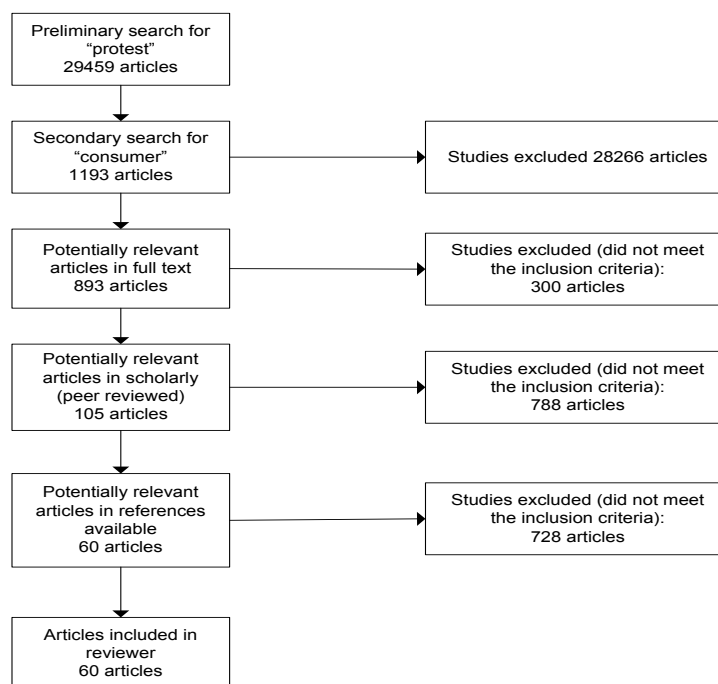 Preliminary search for
“protest”
29459 articles
Secondary search for
“consumer”
1193 articles
Studies excluded 28266 articles
Potentially relevant
articles in full text
893 articles
Studies excluded (did not meet
the inclusion criteria):
300 articles
Potentially relevant
articles in scholarly
(peer reviewed)
105 articles
Studies excluded (did not meet
the inclusion criteria):
788 articles
Potentially relevant
articles in references
available
60 articles
Studies excluded (did not meet
the inclusion criteria):
728 articles
Articles included in
reviewer
60 articles